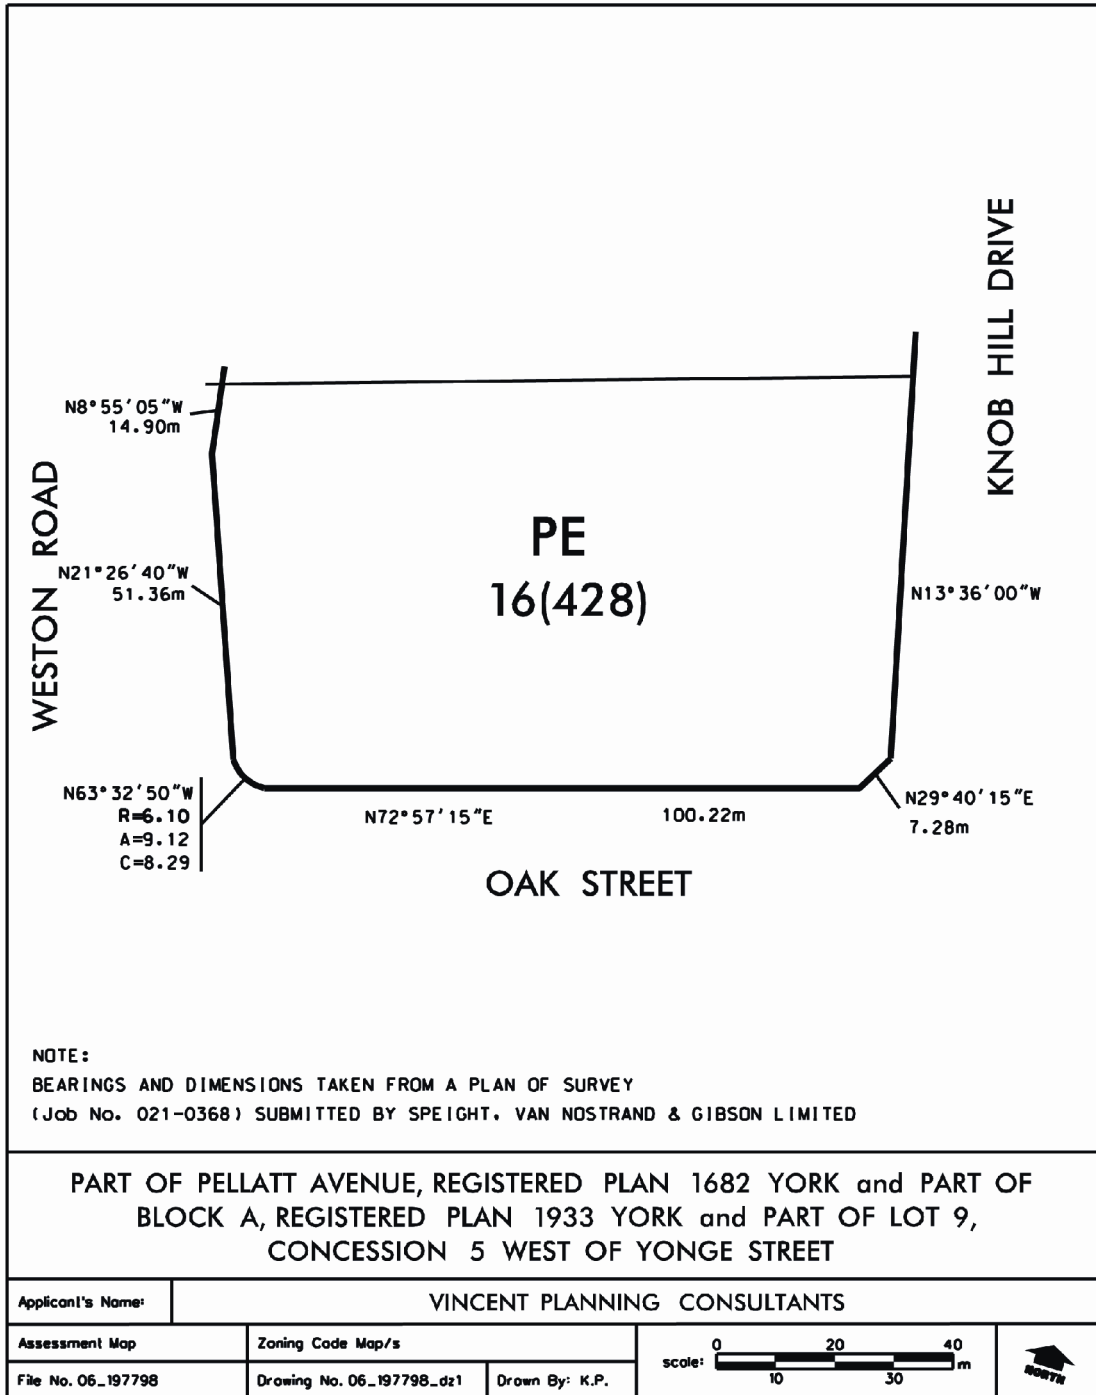 KNOB HILL DRIVE
N8°55'05"W
14.90m
WESTON ROAD
N21°26'40"W
51.36m
PE
16(428)
N13°36'00"W
N63°32'50"W
R=6.10
A=9.12
C=8.29
N72°57'15"E 100.22m
N29°40'15"E
7.28m
OAK STREET
NOTE:
BEARINGS AND DIMENSIONS TAKEN FROM A PLAN OF SURVEY
(Job No. 021-0368) SUBMITTED BY SPEIGHT. VAN NOSTRAND & GIBSON LIMITED
PART OF PELLATT AVENUE, REGISTERED PLAN 1682 YORK and PART OF
BLOCK A, REGISTERED PLAN 1933 YORK and PART OF LOT 9,
CONCESSION 5 WEST OF YONGE STREET
Applicant's Name: VINCENT PLANNING CONSULTANTS
Assessment Map Zoning Code Map/s
File No. 06_197798 Drawing No. 06_197798_dz1 Drawn By: K.P.
0 20 40
scale: m
10 30
NORTH